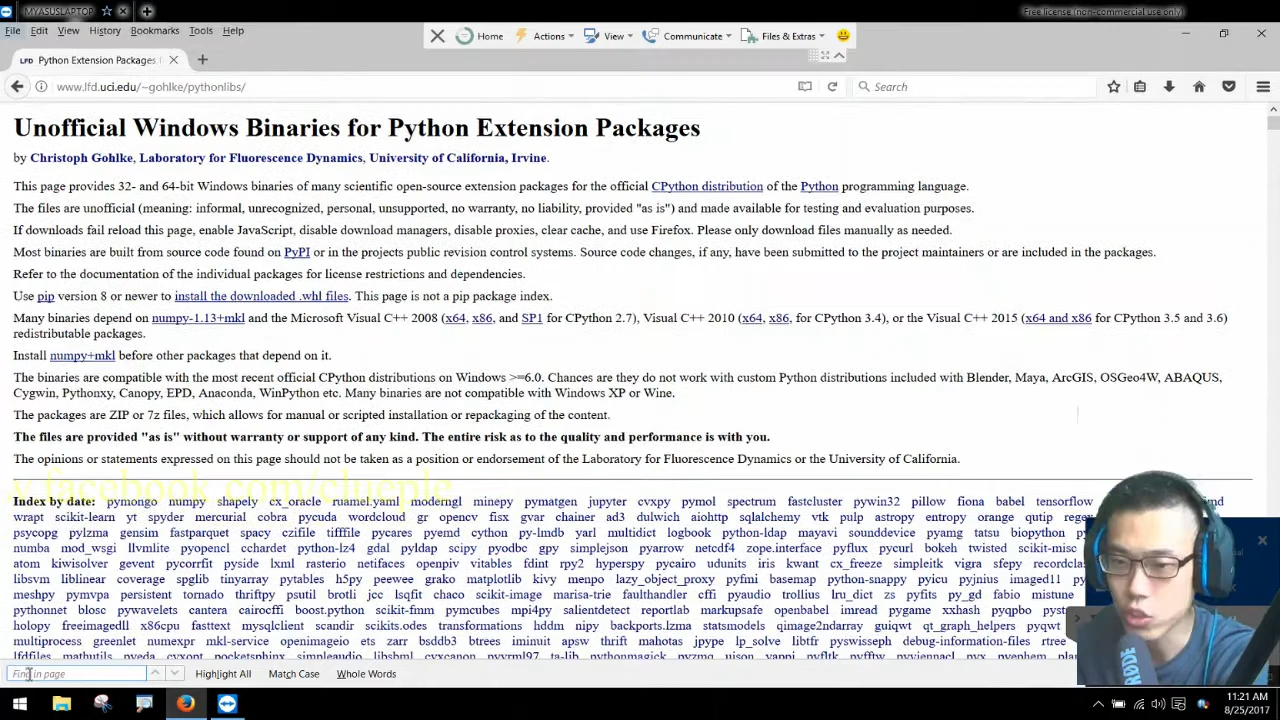 MYASUSLAPTOP
Free license (non-commercial use only)
File Edit View History Bookmarks Tools Help
Home Actions View Communicate Files & Extras
LFD Python Extension Packages
www.lfd.uci.edu/~gohlke/pythonlibs/
Search
Unofficial Windows Binaries for Python Extension Packages
by Christoph Gohlke, Laboratory for Fluorescence Dynamics, University of California, Irvine.
This page provides 32- and 64-bit Windows binaries of many scientific open-source extension packages for the official CPython distribution of the Python programming language.
The files are unofficial (meaning: informal, unrecognized, personal, unsupported, no warranty, no liability, provided "as is") and made available for testing and evaluation purposes.
If downloads fail reload this page, enable JavaScript, disable download managers, disable proxies, clear cache, and use Firefox. Please only download files manually as needed.
Most binaries are built from source code found on PyPI or in the projects public revision control systems. Source code changes, if any, have been submitted to the project maintainers or are included in the packages.
Refer to the documentation of the individual packages for license restrictions and dependencies.
Use pip version 8 or newer to install the downloaded .whl files. This page is not a pip package index.
Many binaries depend on numpy-1.13+mkl and the Microsoft Visual C++ 2008 (x64, x86, and SP1 for CPython 2.7), Visual C++ 2010 (x64, x86, for CPython 3.4), or the Visual C++ 2015 (x64 and x86 for CPython 3.5 and 3.6)
redistributable packages.
Install numpy+mkl before other packages that depend on it.
The binaries are compatible with the most recent official CPython distributions on Windows >=6.0. Chances are they do not work with custom Python distributions included with Blender, Maya, ArcGIS, OSGeo4W, ABAQUS,
Cygwin, Pythonxy, Canopy, EPD, Anaconda, WinPython etc. Many binaries are not compatible with Windows XP or Wine.
The packages are ZIP or 7z files, which allows for manual or scripted installation or repackaging of the content.
The files are provided "as is" without warranty or support of any kind. The entire risk as to the quality and performance is with you.
The opinions or statements expressed on this page should not be taken as a position or endorsement of the Laboratory for Fluorescence Dynamics or the University of California.
Index by date: pymongo numpy shapely cx_oracle ruamel.yaml moderngl minepy pymatgen jupyter cvxpy pymol spectrum fastcluster pywin32 pillow fiona babel tensorflow
wrapt scikit-learn yt spyder mercurial cobra pycuda wordcloud gr opencv fisx gvar chainer ad3 dulwich aiohttp sqlalchemy vtk pulp astropy entropy orange qutip
psycopg pylzma gensim fastparquet spacy czifile tifffile pycares pyemd cython py-lmdb yarl multidict logbook python-ldap mayavi sounddevice pyamg tatsu biopython
numba mod_wsgi llvmlite pyopencl cchardet python-lz4 gdal pyldap scipy pyodbc gpy simplejson pyarrow netcdf4 zope.interface pyflux pycurl bokeh twisted scikit-misc
atom kiwisolver gevent pycorrfit pyside lxml rasterio netifaces openpiv vitables fdint rpy2 hyperspy pycairo udunits iris kwant cx_freeze simpleitk vigra sfepy
libsvm liblinear coverage spglib tinyarray pytables h5py peewee grako matplotlib kivy menpo lazy_object_proxy pyfmi basemap python-snappy pyicu pyjnius imaged11
meshpy pymvpa persistent tornado thriftpy psutil brotli jcc lsqfit chaco scikit-image marisa-trie faulthandler cffi pyaudio trollius lru_dict zs pyfits py_gd fabio mistune
pythonnet blosc pywavelets cantera cairocffi boost.python scikit-fmm pymcubes mpi4py salientdetect reportlab markupsafe openbabel imread pygame xxhash pyqpbo
holopy freeimagedll x86cpu fasttext mysqlclient scandir scikits.odes transformations hddm nipy backports.lzma statsmodels qimage2ndarray guiqwt qt_graph_helpers
multiprocess greenlet numexpr mkl-service openimageio ets zarr bsddb3 btrees iminuit apsw thrift mahotas jpype lp_solve libtfr pyswisseph debug-information-files rtree
Find in page Highlight All Match Case Whole Words
11:21 AM
8/25/2017